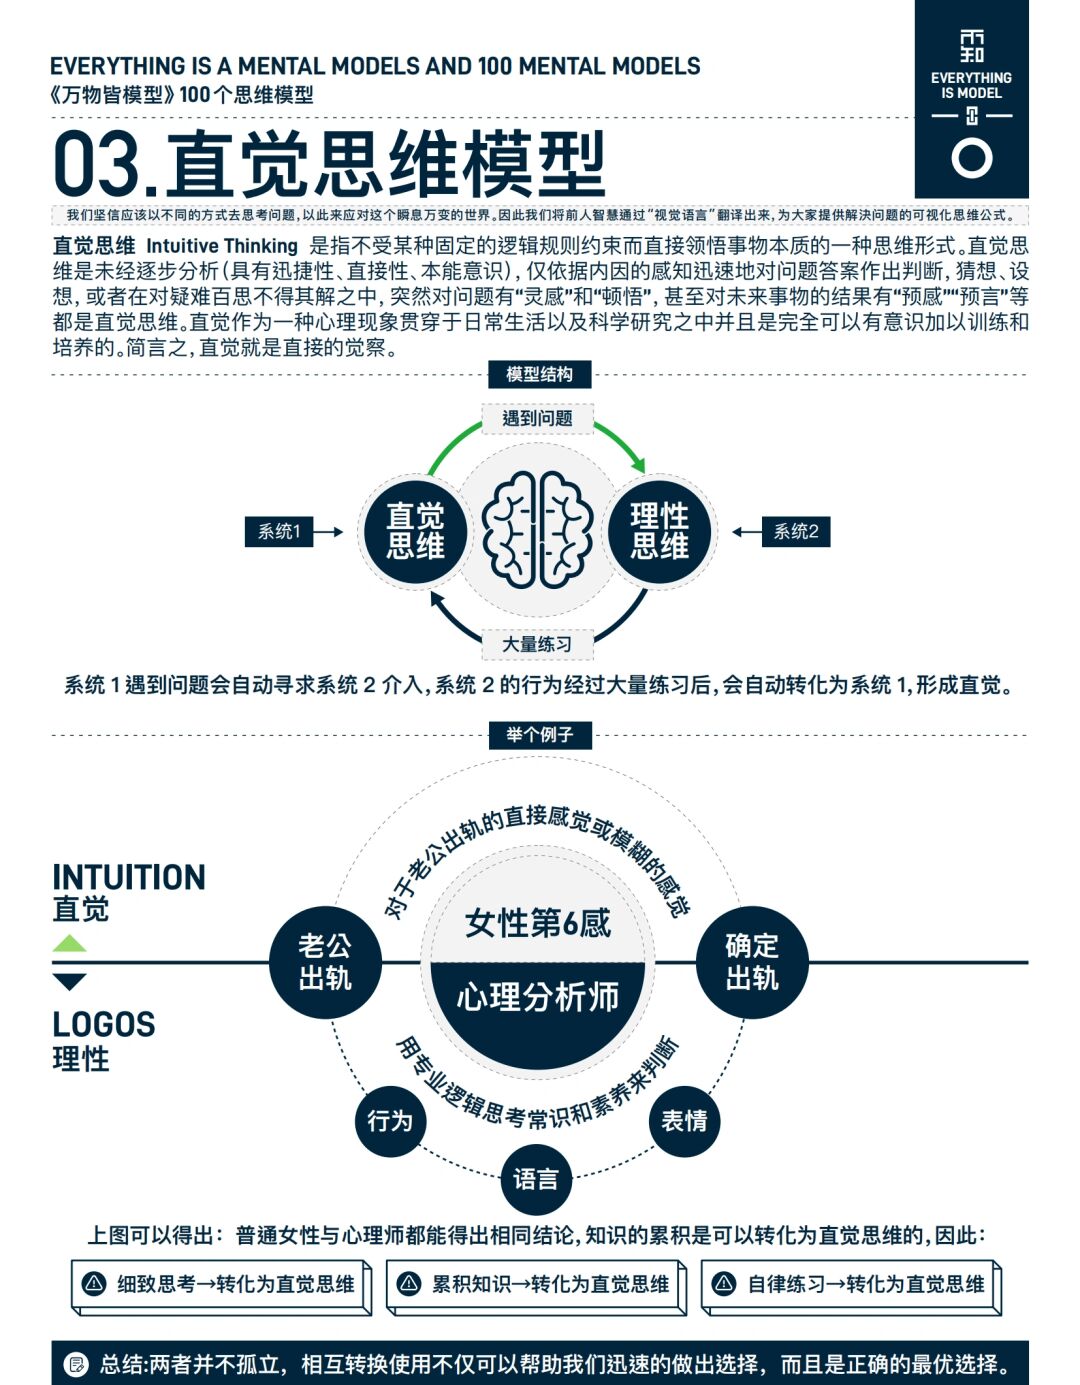 EVERYTHING IS A MENTAL MODELS AND 100 MENTAL MODELS
《万物皆模型》100个思维模型
EVERYTHING
IS MODEL
03.直觉思维模型
我们坚信应该以不同的方式去思考问题,以此来应对这个瞬息万变的世界。因此我们将前人智慧通过“视觉语言”翻译出来,为大家提供解决问题的可视化思维公式。
直觉思维 Intuitive Thinking 是指不受某种固定的逻辑规则约束而直接领悟事物本质的一种思维形式。直觉思
维是未经逐步分析(具有迅捷性、直接性、本能意识),仅依据内因的感知迅速地对问题答案作出判断,猜想、设
想,或者在对疑难百思不得其解之中,突然对问题有“灵感”和“顿悟”,甚至对未来事物的结果有“预感”“预言”等
都是直觉思维。直觉作为一种心理现象贯穿于日常生活以及科学研究之中并且是完全可以有意识加以训练和
培养的。简言之,直觉就是直接的觉察。
模型结构
遇到问题
系统1
直觉
思维
理性
思维
系统2
大量练习
系统1遇到问题会自动寻求系统2介入,系统2的行为经过大量练习后,会自动转化为系统1,形成直觉。
举个例子
对于老公出轨的直接感觉或模糊的感觉
INTUITION
直觉
女性第6感
老公
出轨
确定
出轨
心理分析师
LOGOS
理性
用专业逻辑思考常识和素养来判断
行为
表情
语言
上图可以得出：普通女性与心理师都能得出相同结论,知识的累积是可以转化为直觉思维的,因此：
细致思考→转化为直觉思维
累积知识→转化为直觉思维
自律练习→转化为直觉思维
总结:两者并不孤立，相互转换使用不仅可以帮助我们迅速的做出选择，而且是正确的最优选择。